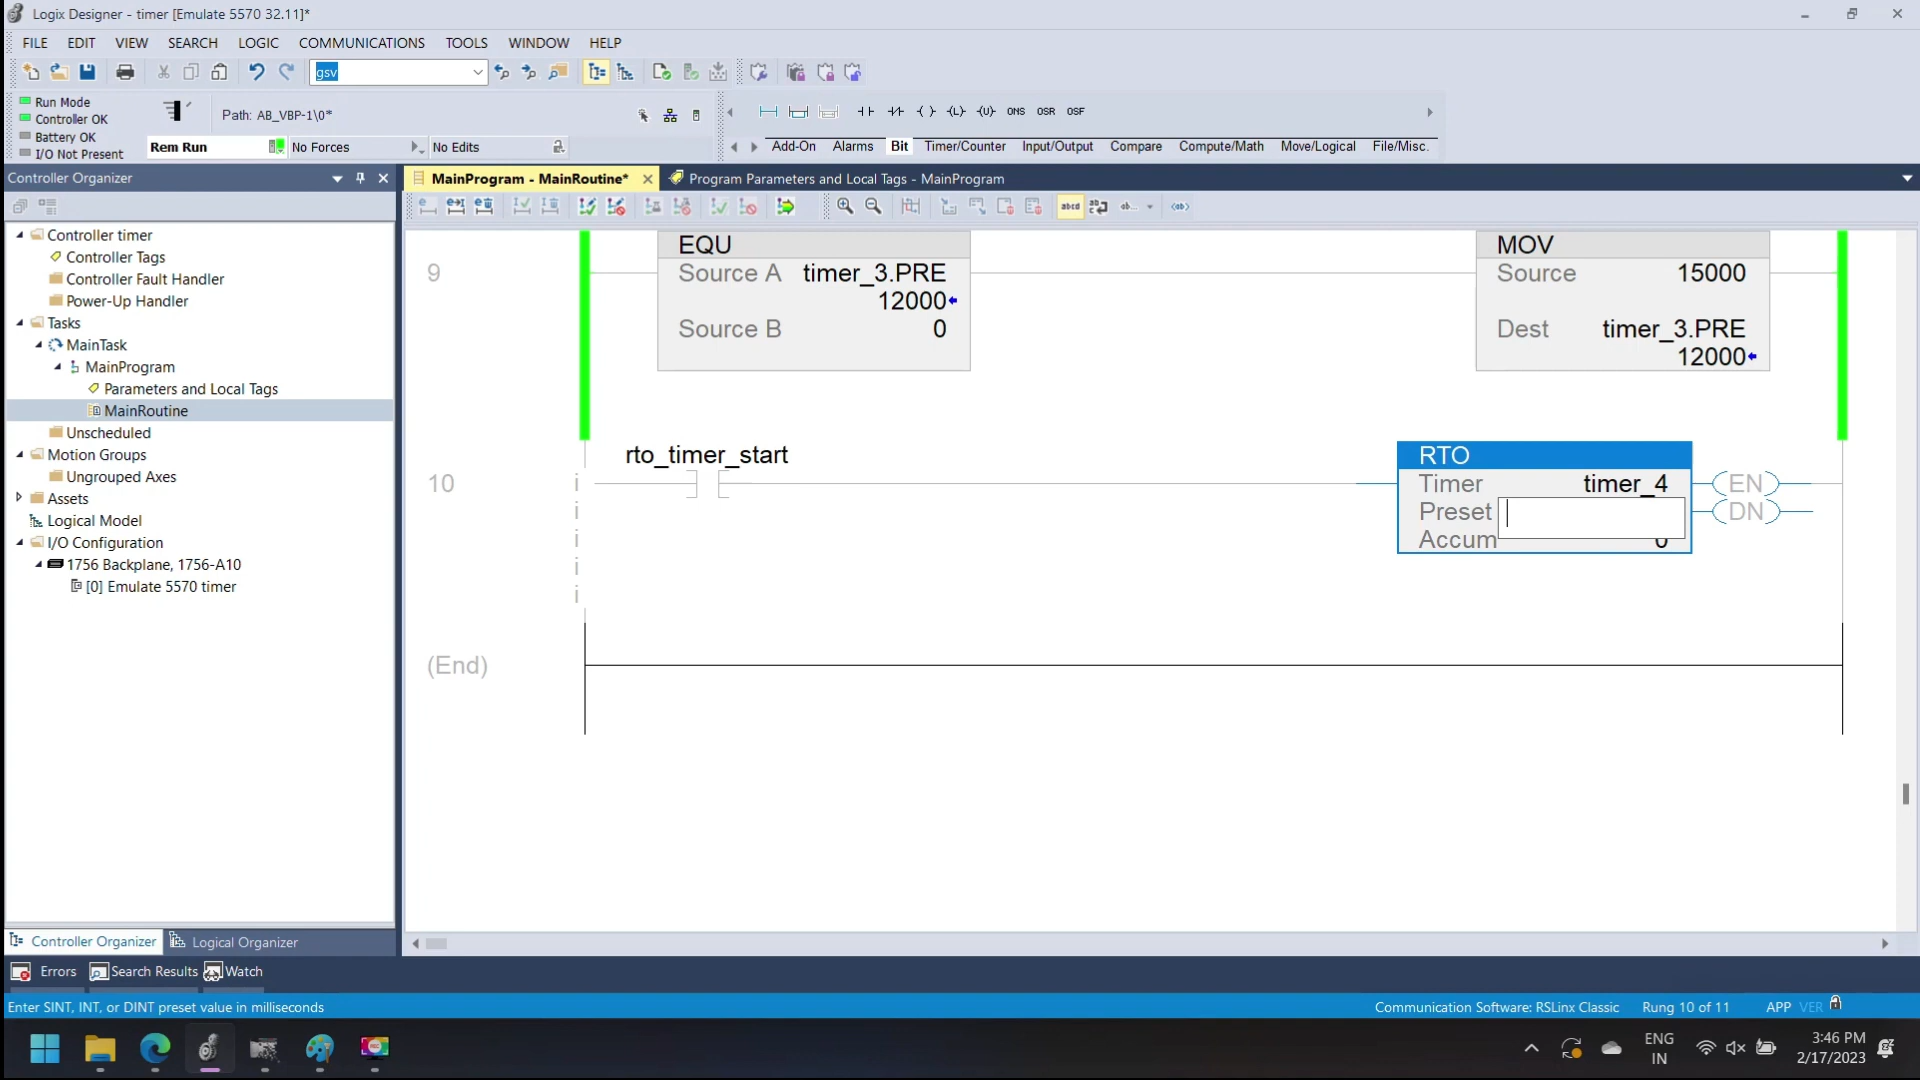 Logix Designer - timer [Emulate 5570 32.11]*
FILE EDIT VIEW SEARCH LOGIC COMMUNICATIONS TOOLS WINDOW HELP
gsv
Run Mode
Controller OK
Battery OK
I/O Not Present
Path: AB_VBP-1\0*
Rem Run
No Forces
No Edits
ONS OSR OSF
Add-On Alarms Bit Timer/Counter Input/Output Compare Compute/Math Move/Logical File/Misc.
Controller Organizer
MainProgram - MainRoutine*
Program Parameters and Local Tags - MainProgram
Controller timer
Controller Tags
Controller Fault Handler
Power-Up Handler
Tasks
MainTask
MainProgram
Parameters and Local Tags
MainRoutine
Unscheduled
Motion Groups
Ungrouped Axes
Assets
Logical Model
I/O Configuration
1756 Backplane, 1756-A10
[0] Emulate 5570 timer
9
EQU
Source A timer_3.PRE
12000
Source B 0
MOV
Source 15000
Dest timer_3.PRE
12000
10
rto_timer_start
i
i
i
i
i
RTO
Timer timer_4
Preset
Accum 0
EN
DN
(End)
Controller Organizer
Logical Organizer
Errors
Search Results
Watch
Enter SINT, INT, or DINT preset value in milliseconds
Communication Software: RSLinx Classic
Rung 10 of 11
APP VER
ENG
IN
3:46 PM
2/17/2023